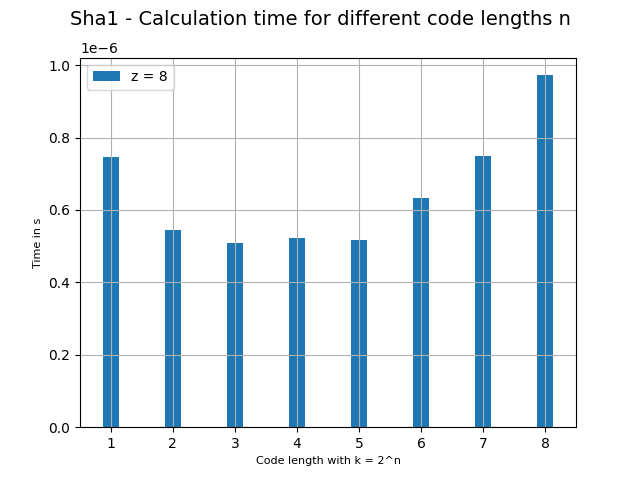 Sha1 - Calculation time for different code lengths n
1e−6
1.0
z = 8
0.8
0.6
Time in s
0.4
0.2
0.0
1 2 3 4 5 6 7 8
Code length with k = 2^n